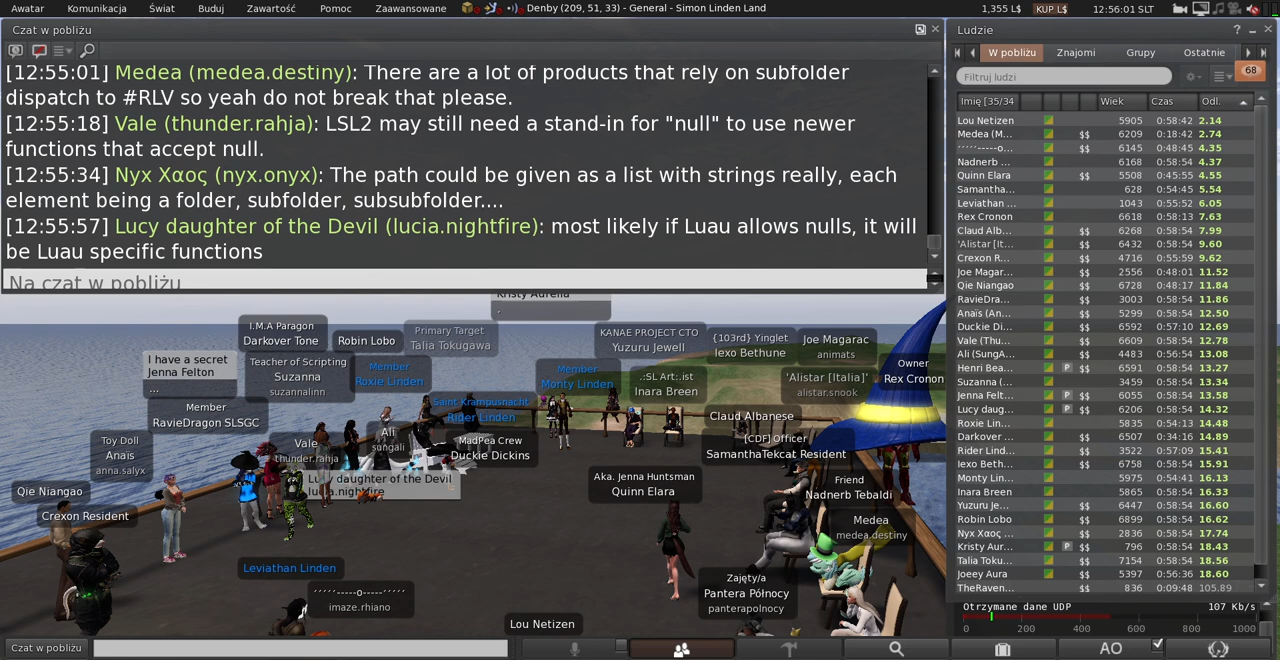 Awatar Komunikacja Świat Buduj Zawartość Pomoc Zaawansowane Denby (209, 51, 33) - General - Simon Linden Land 1,355 L$ KUP L$ 12:56:01 SLT
Czat w pobliżu
[12:55:01] Medea (medea.destiny): There are a lot of products that rely on subfolder
dispatch to #RLV so yeah do not break that please.
[12:55:18] Vale (thunder.rahja): LSL2 may still need a stand-in for "null" to use newer
functions that accept null.
[12:55:34] Nyx Χαος (nyx.onyx): The path could be given as a list with strings really, each
element being a folder, subfolder, subsubfolder....
[12:55:57] Lucy daughter of the Devil (lucia.nightfire): most likely if Luau allows nulls, it will
be Luau specific functions
Na czat w pobliżu
Kristy Aurelia
.
I.M.A Paragon
Darkover Tone
Robin Lobo
Primary Target
Talia Tokugawa
KANAE PROJECT CTO
Yuzuru Jewell
{103rd} Yinglet
Iexo Bethune
Joe Magarac
animats
Owner
Rex Cronon
I have a secret
Jenna Felton
...
Teacher of Scripting
Suzanna
suzannalinn
Member
Roxie Linden
Member
Monty Linden
.:SL Art:.ist
Inara Breen
'Alistar [Italia]'
alistar.snook
Member
RavieDragon SLSGC
Saint Krampusnacht
Rider Linden
Claud Albanese
Toy Doll
Anaïs
anna.salyx
Vale
thunder.rahja
Ali
sungali
MadPea Crew
Duckie Dickins
[CDF] Officer
SamanthaTekcat Resident
Lucy daughter of the Devil
lucia.nightfire
Qie Niangao
Crexon Resident
Aka. Jenna Huntsman
Quinn Elara
Friend
Nadnerb Tebaldi
Medea
medea.destiny
Leviathan Linden
´´´´´-----o-----´´´´´
imaze.rhiano
Zajęty/a
Pantera Północy
panterapolnocy
Lou Netizen
Ludzie
W pobliżu Znajomi Grupy Ostatnie
Filtruj ludzi
68
Imię [35/34 Wiek Czas Odl.
Lou Netizen 5905 0:58:42 2.14
Medea (M... $$ 6209 0:18:42 2.74
´´´´´-----o... $$ 6145 0:48:45 4.35
Nadnerb ... 6168 0:58:54 4.37
Quinn Elara $$ 5508 0:45:55 4.55
Samantha... 628 0:54:45 5.54
Leviathan ... 1043 0:55:52 6.05
Rex Cronon 6618 0:58:13 7.63
Claud Alb... $$ 6268 0:58:54 7.99
'Alistar [It... $$ 6432 0:58:54 9.60
Crexon R... $$ 4716 0:55:59 9.62
Joe Magar... $$ 2556 0:48:01 11.52
Qie Niangao $$ 6728 0:48:17 11.84
RavieDra... $$ 3003 0:58:54 11.86
Anaïs (An... $$ 5299 0:58:54 12.50
Duckie Di... $$ 6592 0:57:10 12.69
Vale (Thu... $$ 6609 0:58:54 12.78
Ali (SungA... $$ 4483 0:56:54 13.08
Henri Bea... P $$ 6591 0:58:54 13.27
Suzanna (... 3459 0:58:54 13.34
Jenna Felt... P $$ 6055 0:58:54 13.58
Lucy daug... P $$ 6206 0:58:54 14.32
Roxie Lin... 5835 0:54:13 14.48
Darkover ... $$ 6507 0:34:16 14.89
Rider Lind... $$ 3522 0:57:09 15.41
Iexo Beth... $$ 6758 0:58:54 15.91
Monty Lin... 5975 0:54:41 16.13
Inara Breen 5865 0:58:54 16.33
Yuzuru Je... $$ 6447 0:58:54 16.60
Robin Lobo $$ 6899 0:58:54 16.62
Nyx Χαος ... $$ 2836 0:58:54 17.74
Kristy Aur... P $$ 796 0:58:54 18.43
Talia Toku... $$ 7154 0:58:54 18.56
Joeey Aura 5397 0:56:36 18.60
TheRaven... $$ 836 0:09:48 105.89
Otrzymane dane UDP 107 Kb/s
0 200 400 600 800 1000
Czat w pobliżu
AO